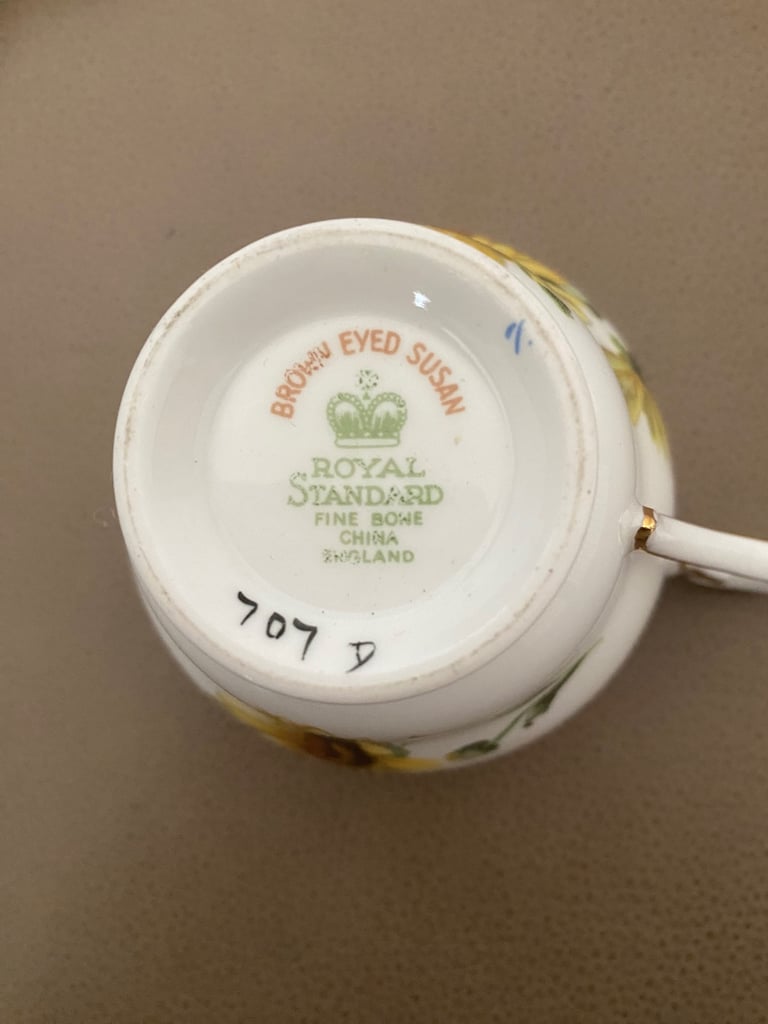 BROWN EYED SUSAN
ROYAL
STANDARD
FINE BONE
CHINA
ENGLAND
707 D